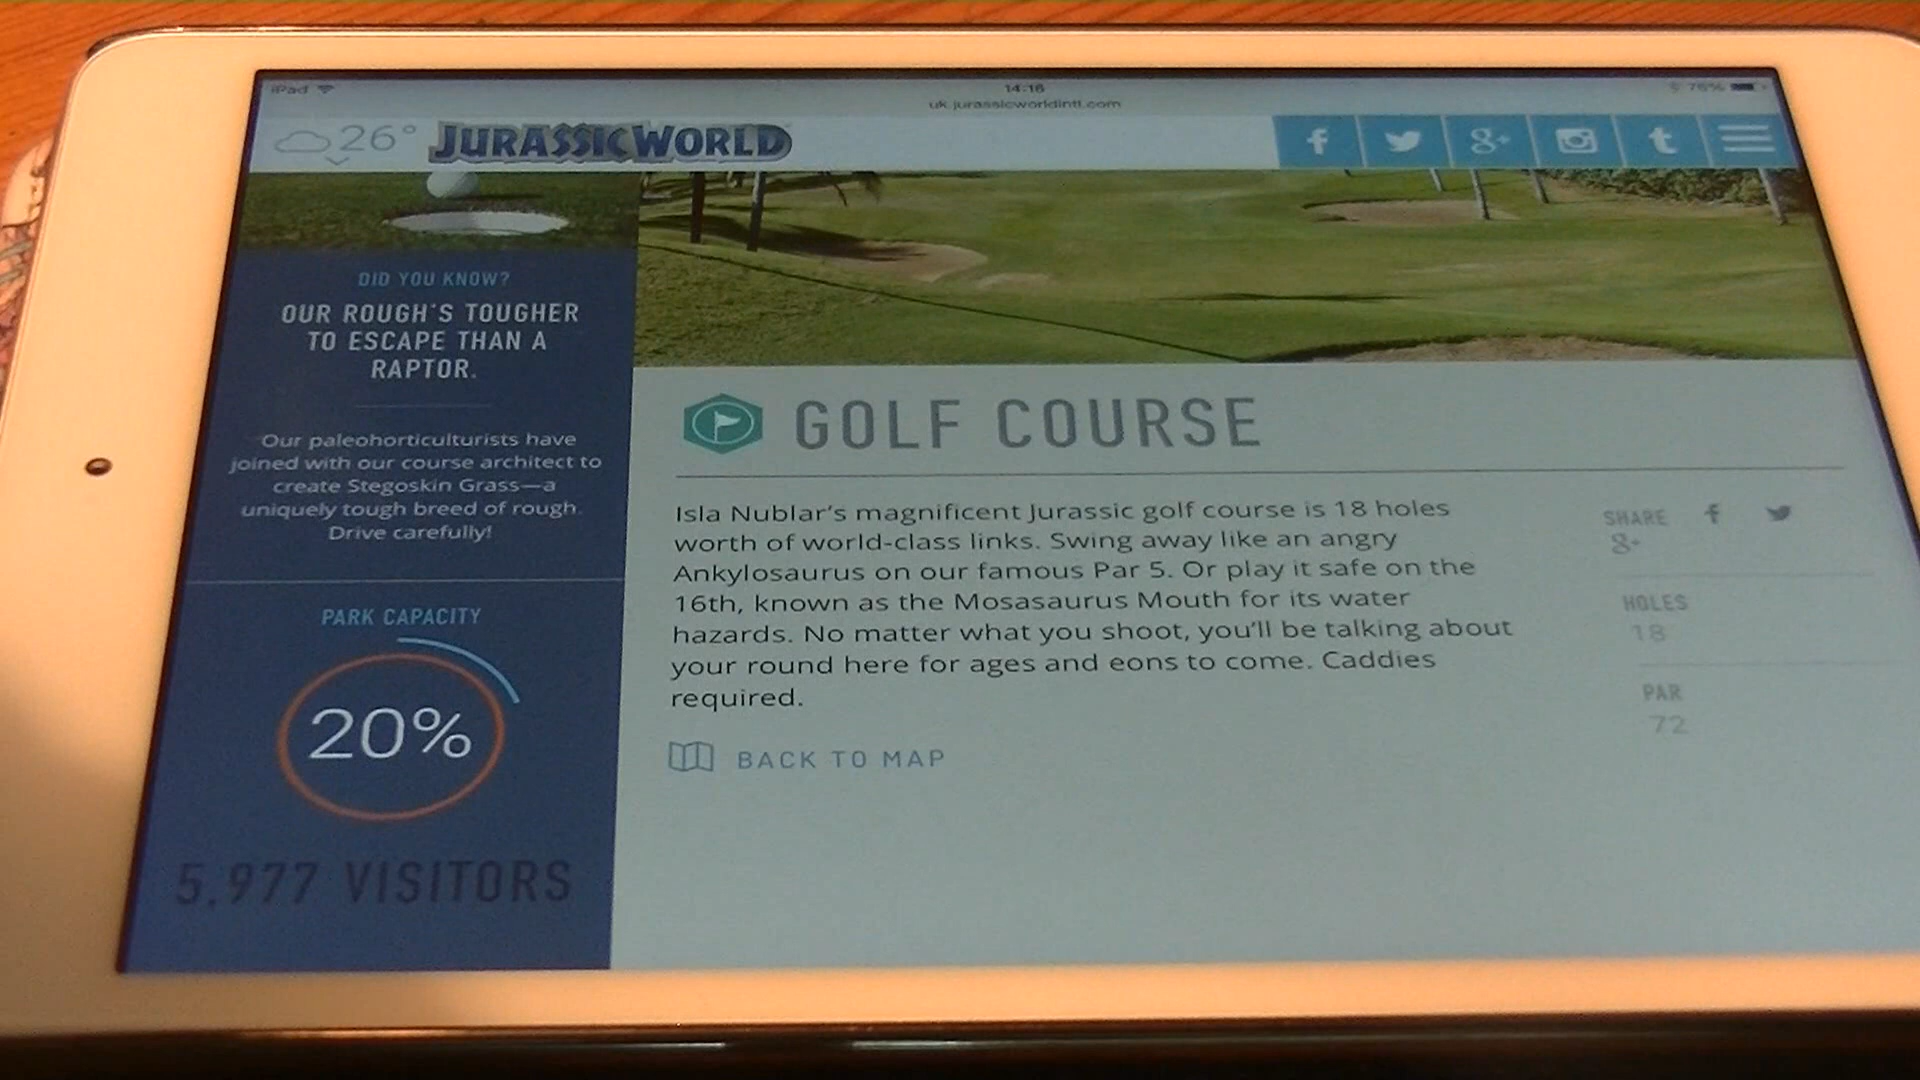 iPad
14:16
76%
uk.jurassicworldintl.com
26°
JURASSIC WORLD
f
g+
t
DID YOU KNOW?
OUR ROUGH'S TOUGHER
TO ESCAPE THAN A
RAPTOR.
Our paleohorticulturists have
joined with our course architect to
create Stegoskin Grass—a
uniquely tough breed of rough.
Drive carefully!
PARK CAPACITY
20%
5,977 VISITORS
GOLF COURSE
Isla Nublar's magnificent Jurassic golf course is 18 holes
worth of world-class links. Swing away like an angry
Ankylosaurus on our famous Par 5. Or play it safe on the
16th, known as the Mosasaurus Mouth for its water
hazards. No matter what you shoot, you'll be talking about
your round here for ages and eons to come. Caddies
required.
BACK TO MAP
SHARE f
g+
HOLES
18
PAR
72